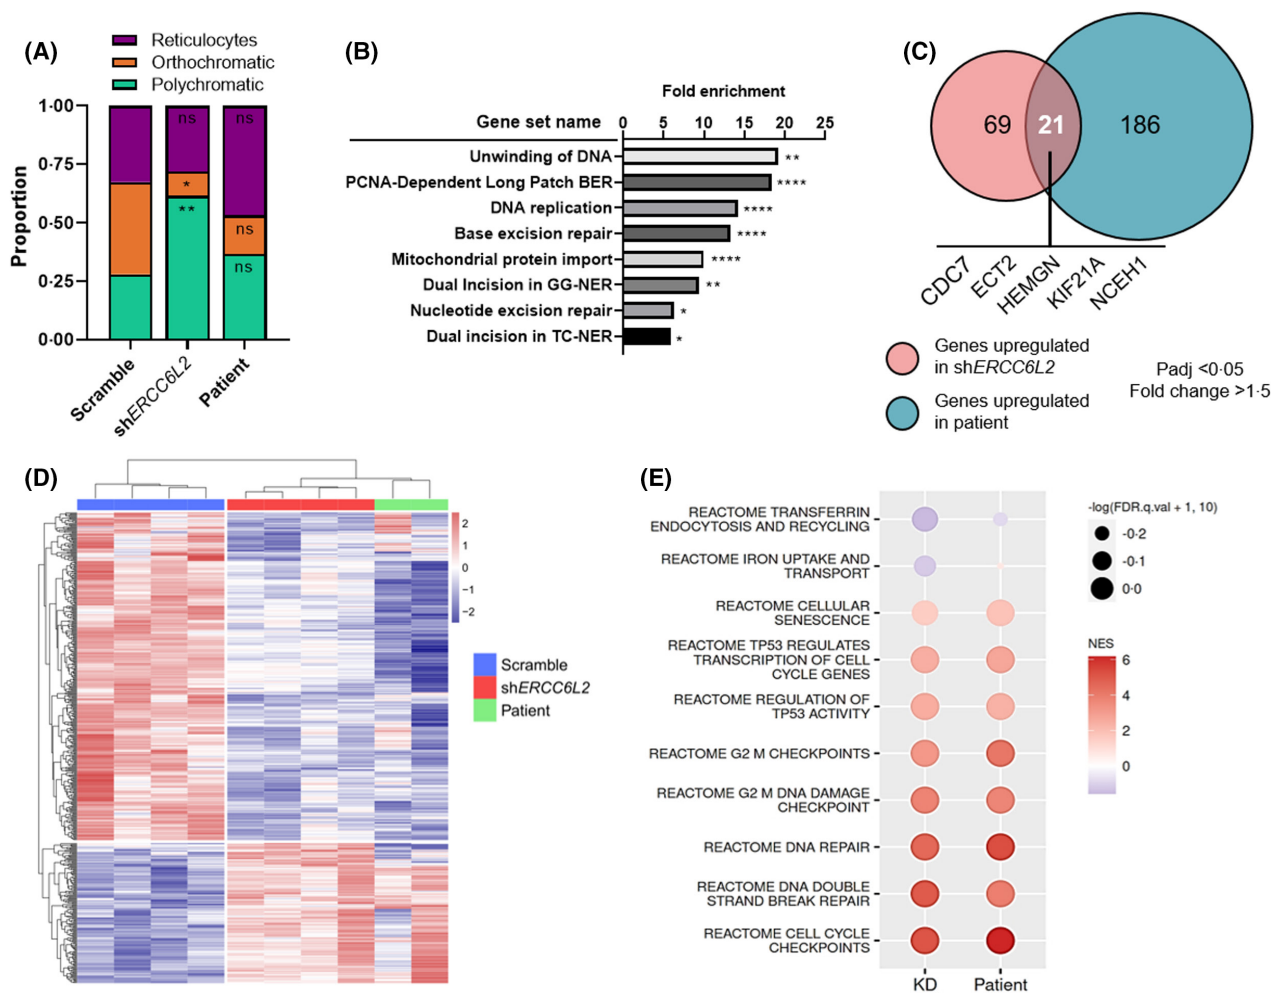 (A)
Reticulocytes
Orthochromatic
Polychromatic
Proportion
1·00
0·75
0·50
0·25
0·00
ns
ns
*
**
ns
ns
Scramble
shERCC6L2
Patient
(B)
Fold enrichment
Gene set name
0 5 10 15 20 25
Unwinding of DNA **
PCNA-Dependent Long Patch BER ****
DNA replication ****
Base excision repair ****
Mitochondrial protein import ****
Dual Incision in GG-NER **
Nucleotide excision repair *
Dual incision in TC-NER *
(C)
69 21 186
CDC7
ECT2
HEMGN
KIF21A
NCEH1
Genes upregulated
in shERCC6L2
Genes upregulated
in patient
Padj <0·05
Fold change >1·5
(D)
2
1
0
−1
−2
Scramble
shERCC6L2
Patient
(E)
REACTOME TRANSFERRIN
ENDOCYTOSIS AND RECYCLING
REACTOME IRON UPTAKE AND
TRANSPORT
REACTOME CELLULAR
SENESCENCE
REACTOME TP53 REGULATES
TRANSCRIPTION OF CELL
CYCLE GENES
REACTOME REGULATION OF
TP53 ACTIVITY
REACTOME G2 M CHECKPOINTS
REACTOME G2 M DNA DAMAGE
CHECKPOINT
REACTOME DNA REPAIR
REACTOME DNA DOUBLE
STRAND BREAK REPAIR
REACTOME CELL CYCLE
CHECKPOINTS
KD
Patient
-log(FDR.q.val + 1, 10)
-0·2
-0·1
0·0
NES
6
4
2
0